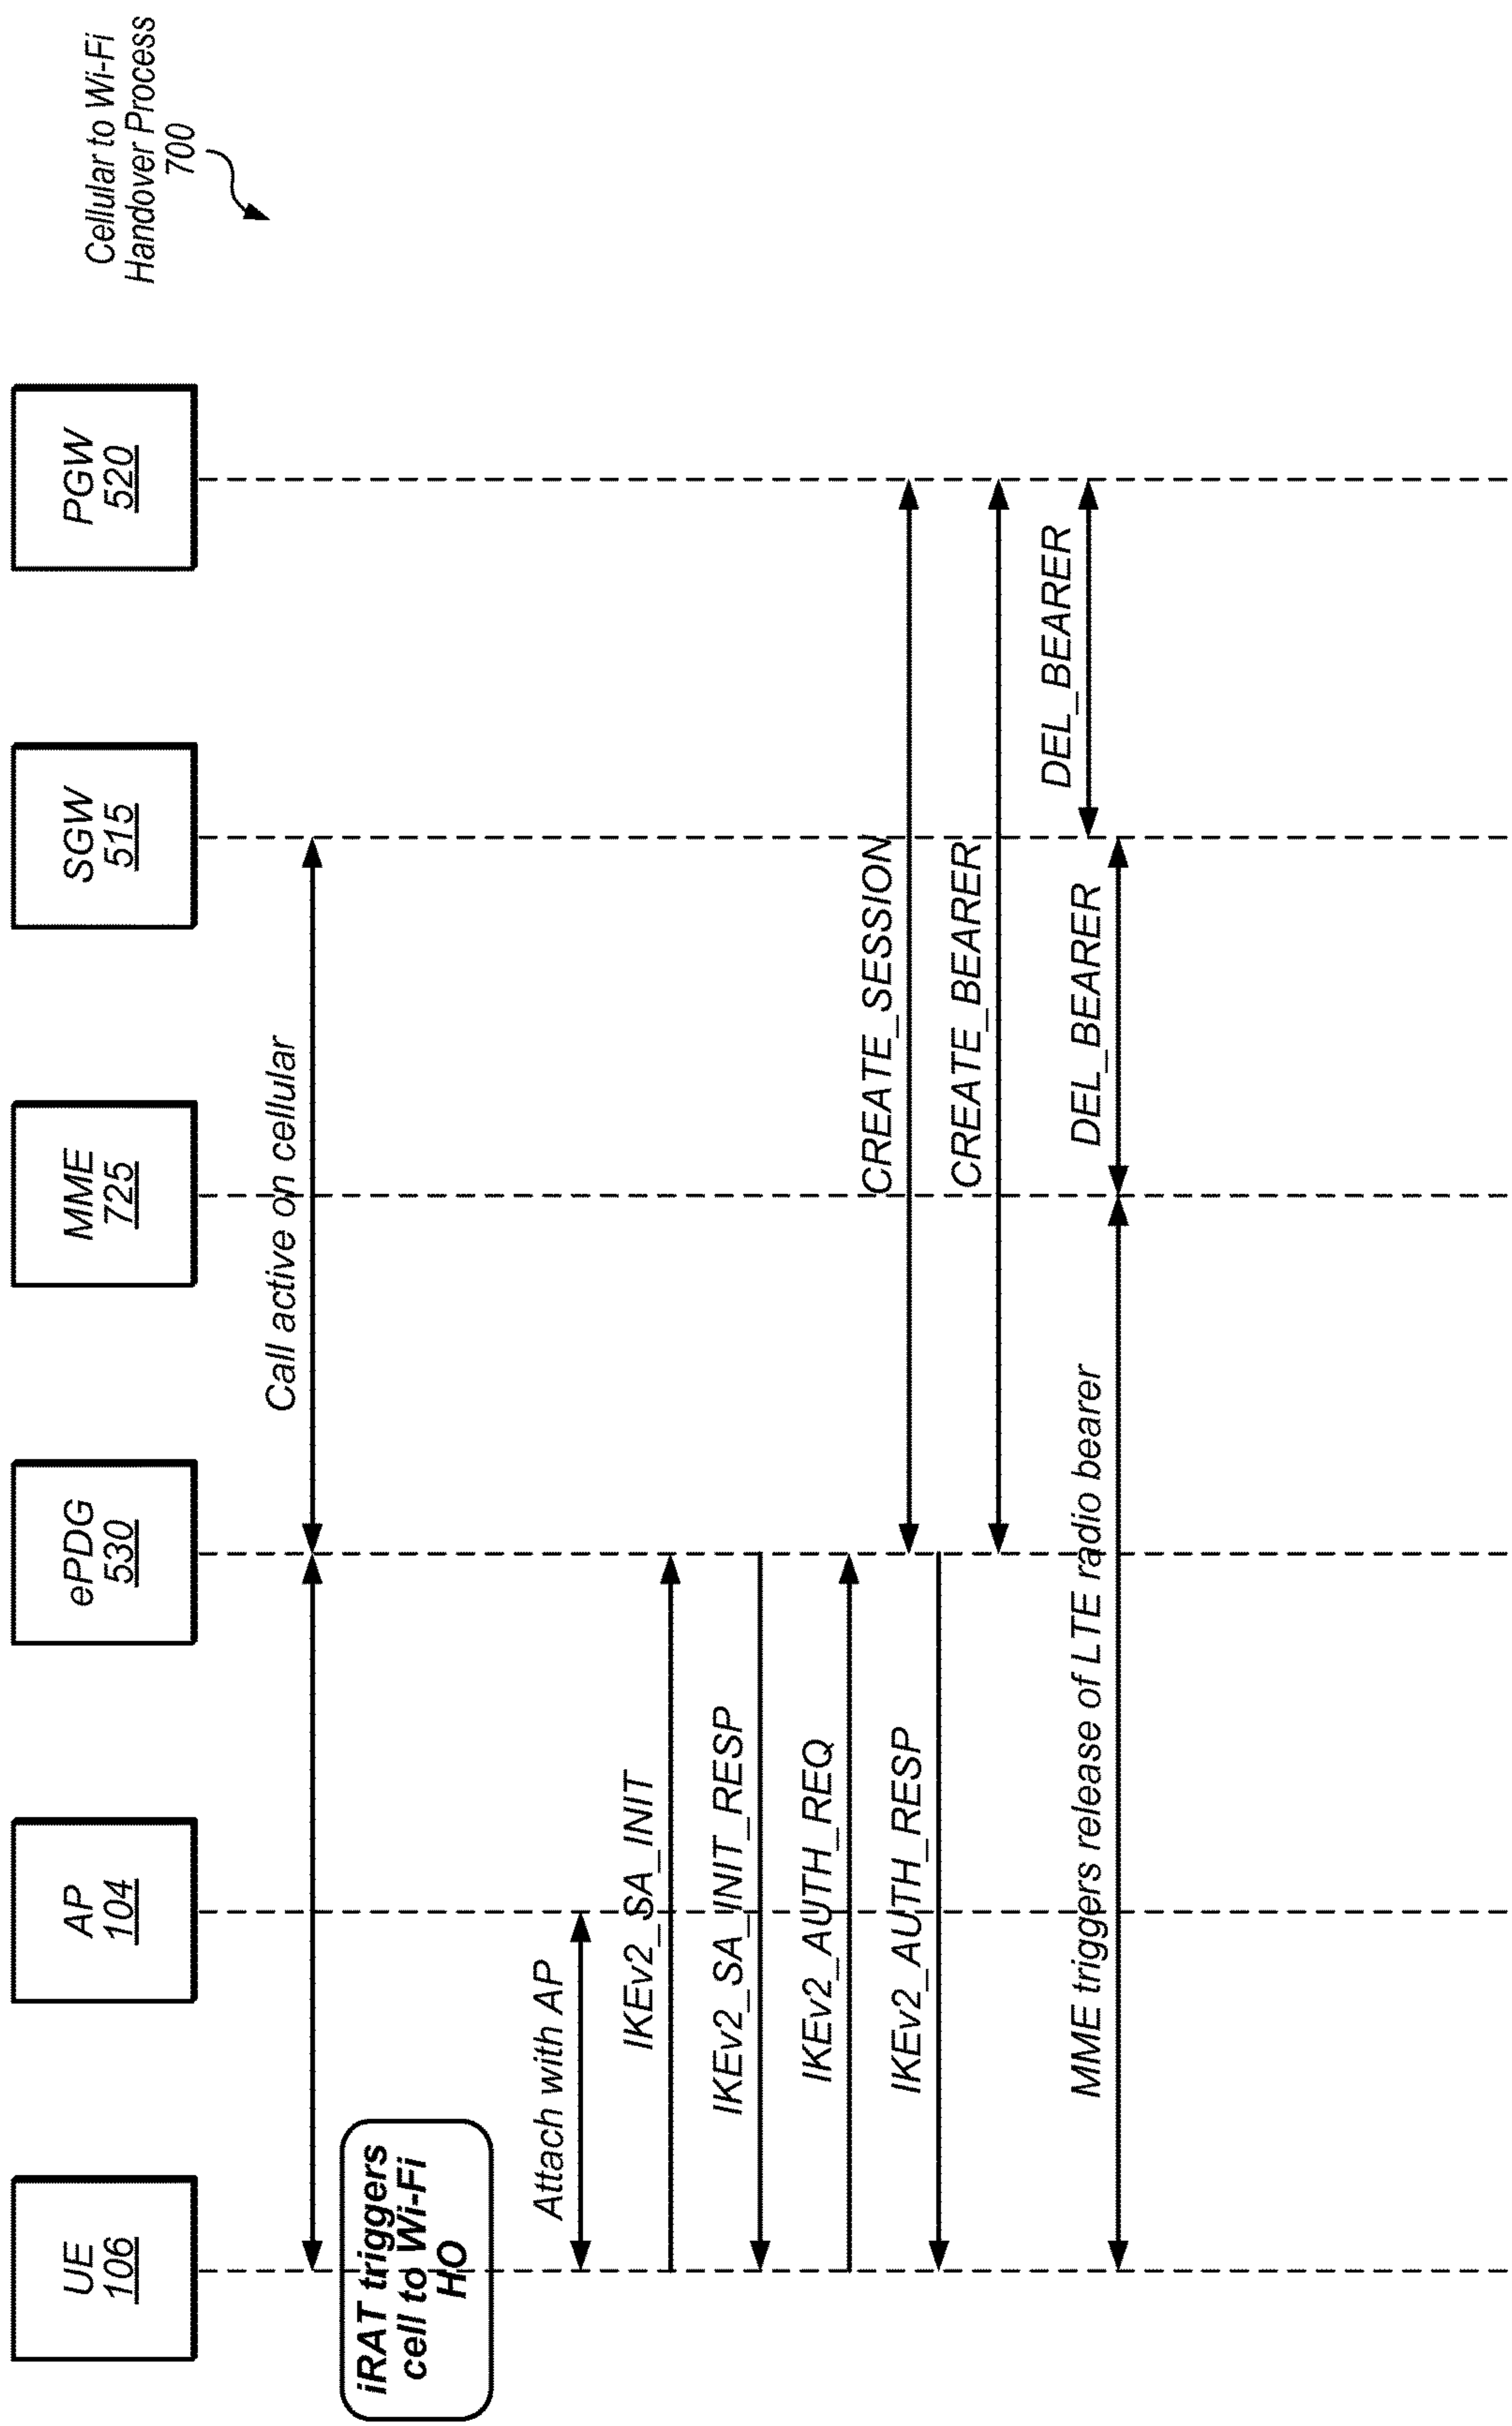 Cellular to Wi-Fi
Handover Process
700
UE
106
AP
104
ePDG
530
MME
725
SGW
515
PGW
520
Call active on cellular
iRAT triggers
cell to Wi-Fi
HO
Attach with AP
IKEv2_SA_INIT
IKEv2_SA_INIT_RESP
IKEv2_AUTH_REQ
CREATE_SESSION
IKEv2_AUTH_RESP
CREATE_BEARER
DEL_BEARER
MME triggers release of LTE radio bearer
DEL_BEARER